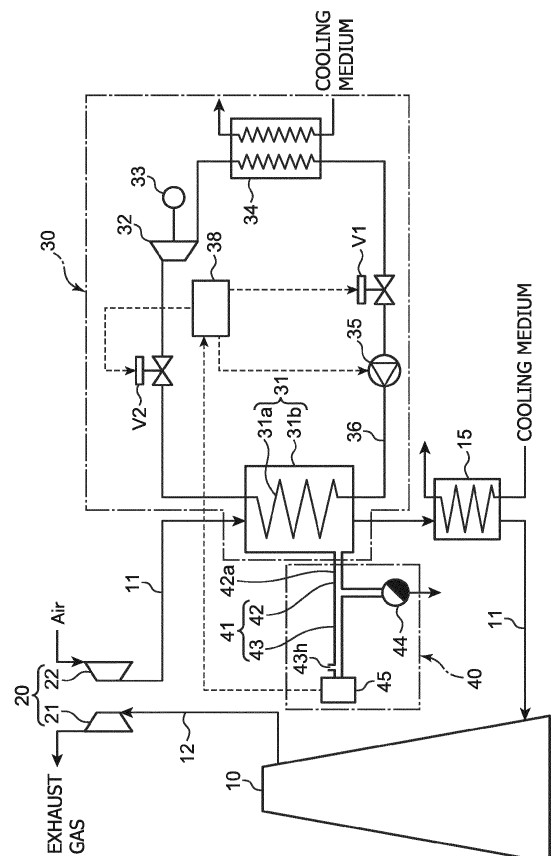 COOLING
MEDIUM
30
33
32
34
38
V1
V2
35
31
31a
31b
36
COOLING MEDIUM
15
11
42a
41
42
43
43h
44
45
40
11
Air
20
22
21
12
EXHAUST
GAS
10